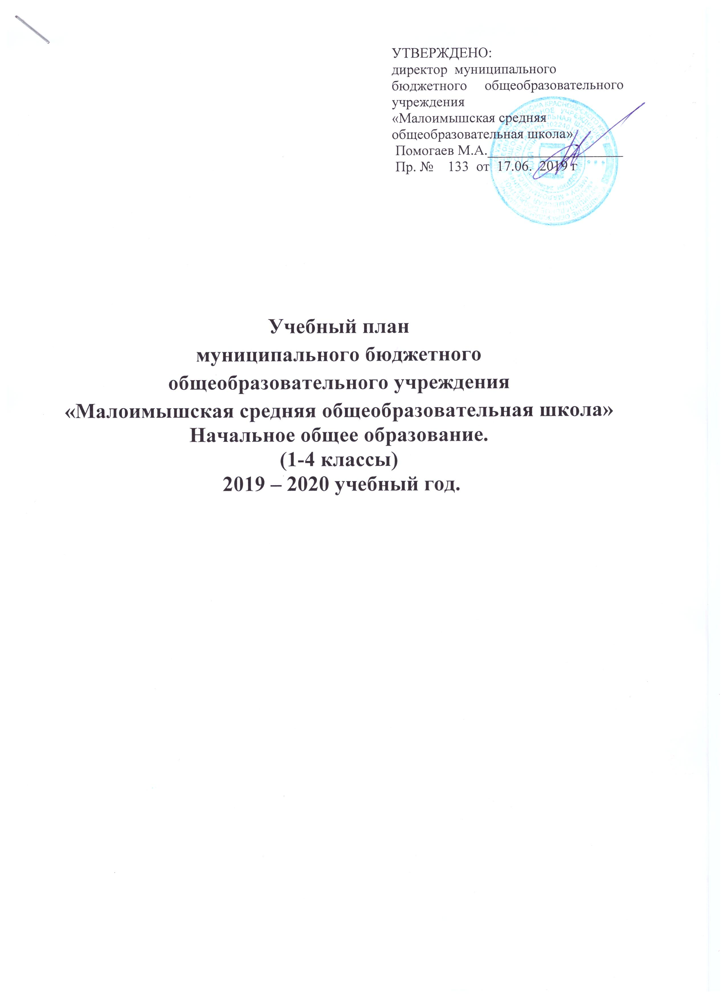 УТВЕРЖДЕНО:
директор муниципального
бюджетного общеобразовательного
учреждения
«Малоимышская средняя
общеобразовательная школа»
Помогаев М.А.
Пр. № 133 от 17.06. 2019 г
Учебный план
муниципального бюджетного
общеобразовательного учреждения
«Малоимышская средняя общеобразовательная школа»
Начальное общее образование.
(1-4 классы)
2019 – 2020 учебный год.